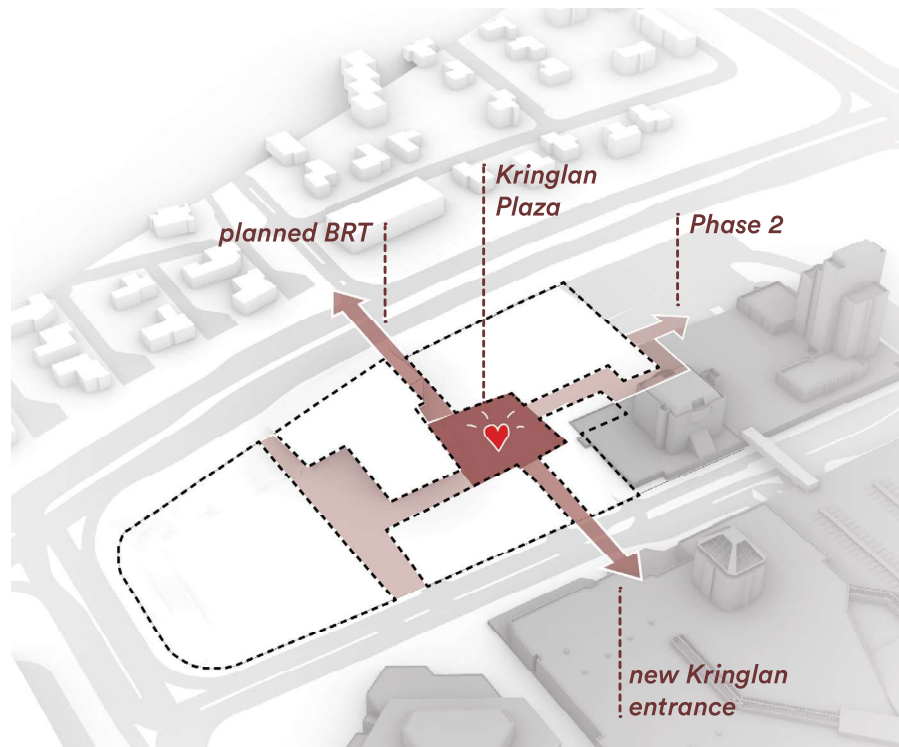 Kringlan
Plaza
planned BRT
Phase 2
new Kringlan
entrance